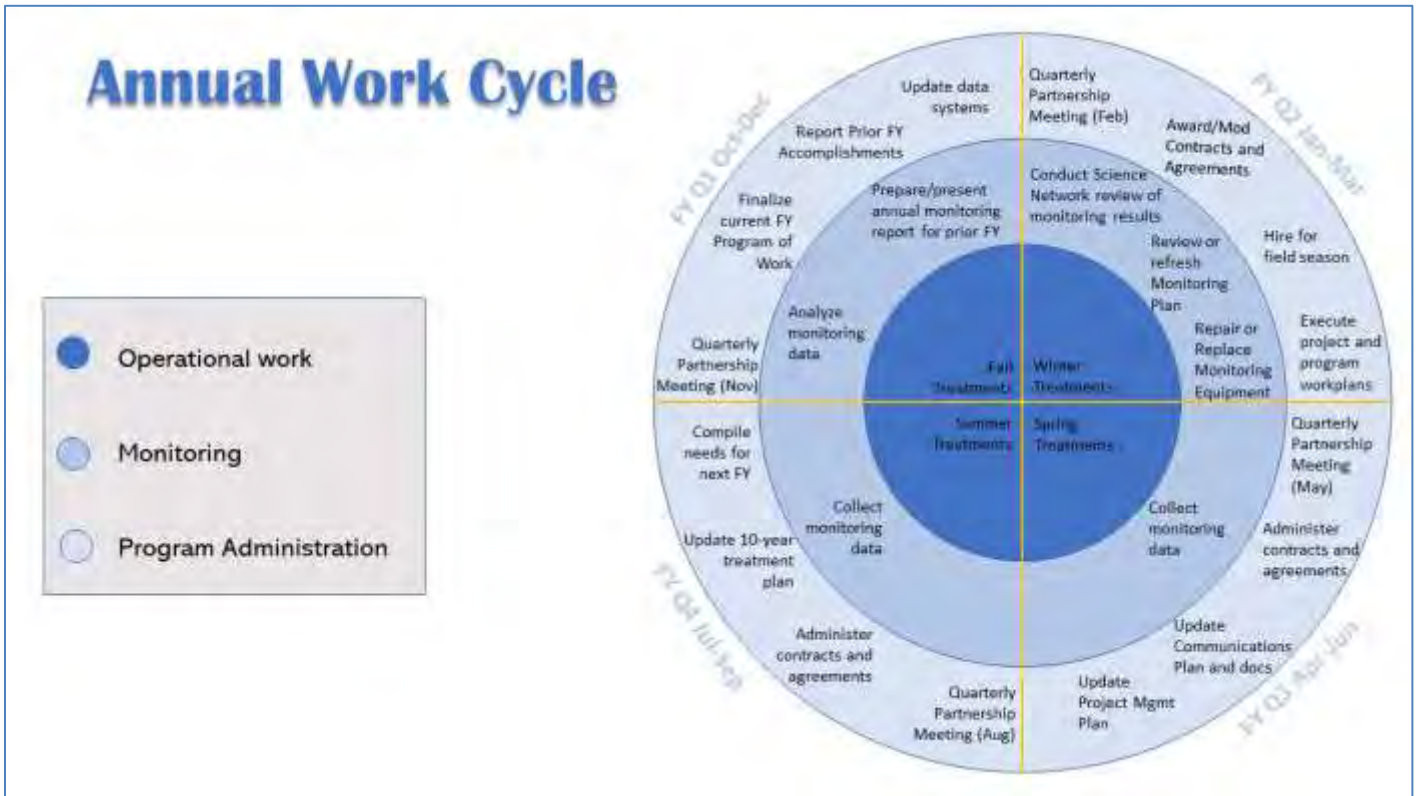 Annual Work Cycle
Operational work
Monitoring
Program Administration
FY Q1 Oct-Dec
Update data
systems
Report Prior FY
Accomplishments
Finalize
current FY
Program of
Work
Quarterly
Partnership
Meeting (Nov)
Prepare/present
annual monitoring
report for prior FY
Analyze
monitoring
data
Fall
Treatments
FY Q2 Jan-Mar
Quarterly
Partnership
Meeting (Feb)
Award/Mod
Contracts and
Agreements
Hire for
field season
Execute
project and
program
workplans
Conduct Science
Network review of
monitoring results
Review or
refresh
Monitoring
Plan
Repair or
Replace
Monitoring
Equipment
Winter
Treatments
FY Q3 Apr-Jun
Quarterly
Partnership
Meeting
(May)
Administer
contracts and
agreements
Update
Communications
Plan and docs
Update
Project Mgmt
Plan
Collect
monitoring
data
Spring
Treatments
FY Q4 Jul-Sep
Quarterly
Partnership
Meeting (Aug)
Administer
contracts and
agreements
Update 10-year
treatment
plan
Compile
needs for
next FY
Collect
monitoring
data
Summer
Treatments